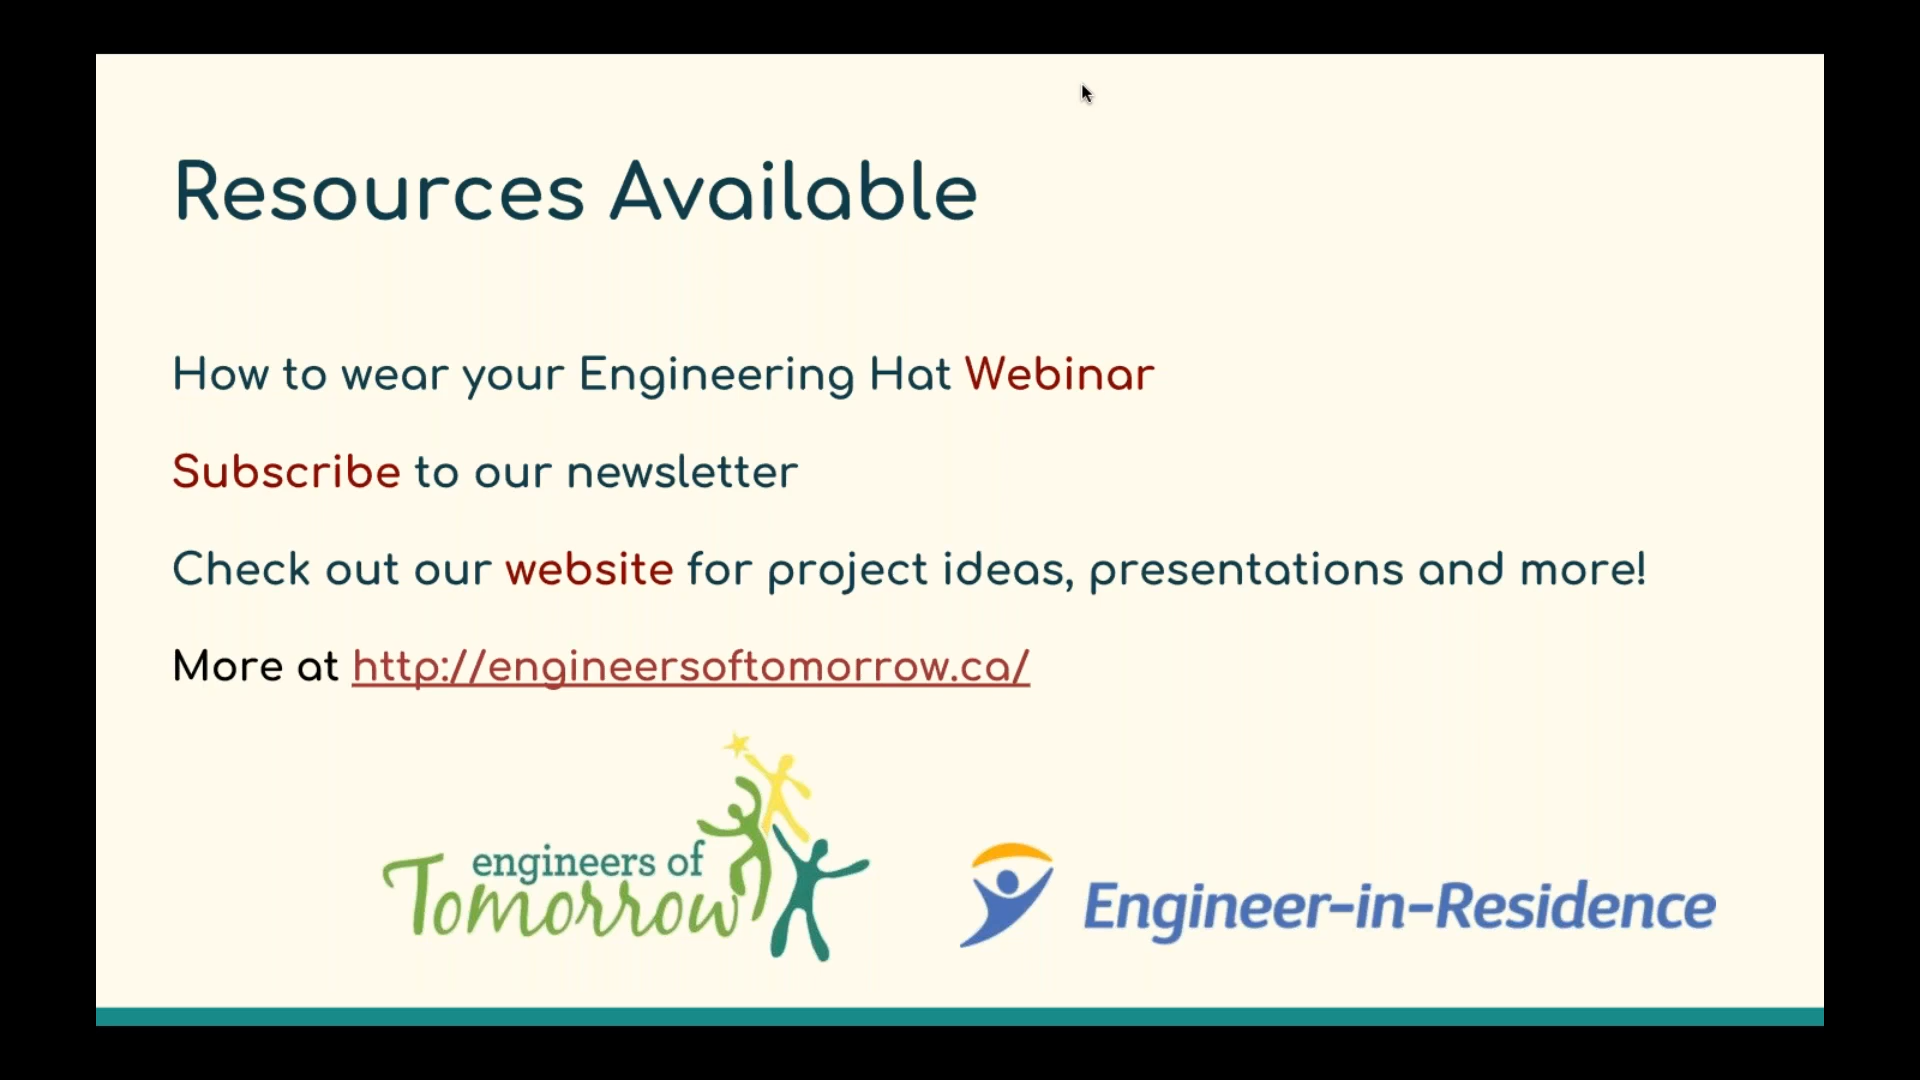 Resources Available
How to wear your Engineering Hat Webinar
Subscribe to our newsletter
Check out our website for project ideas, presentations and more!
More at http://engineersoftomorrow.ca/
engineers of
Tomorrow
Engineer-in-Residence